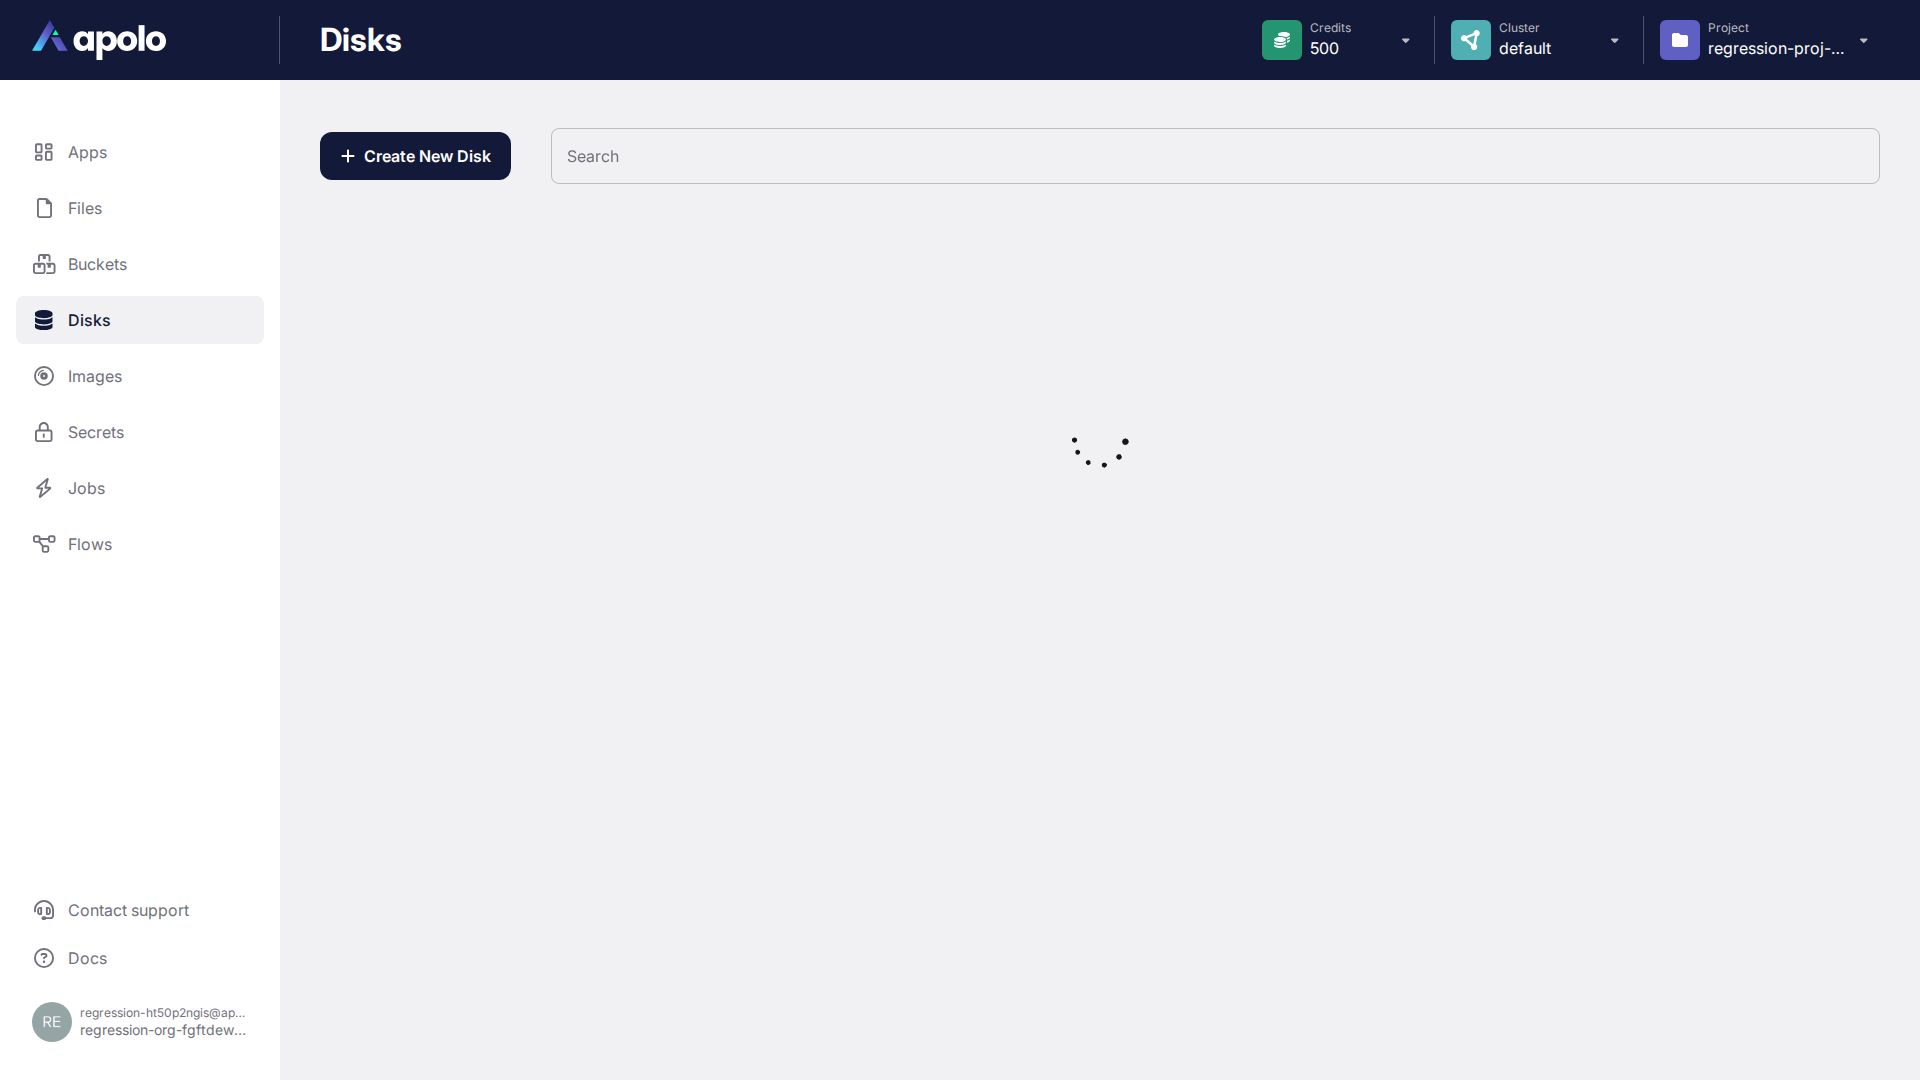 apolo
Disks
Credits
500
Cluster
default
Project
regression-proj-...
Apps
Files
Buckets
Disks
Images
Secrets
Jobs
Flows
Create New Disk
Search
Contact support
Docs
RE
regression-ht50p2ngis@ap...
regression-org-fgftdew...